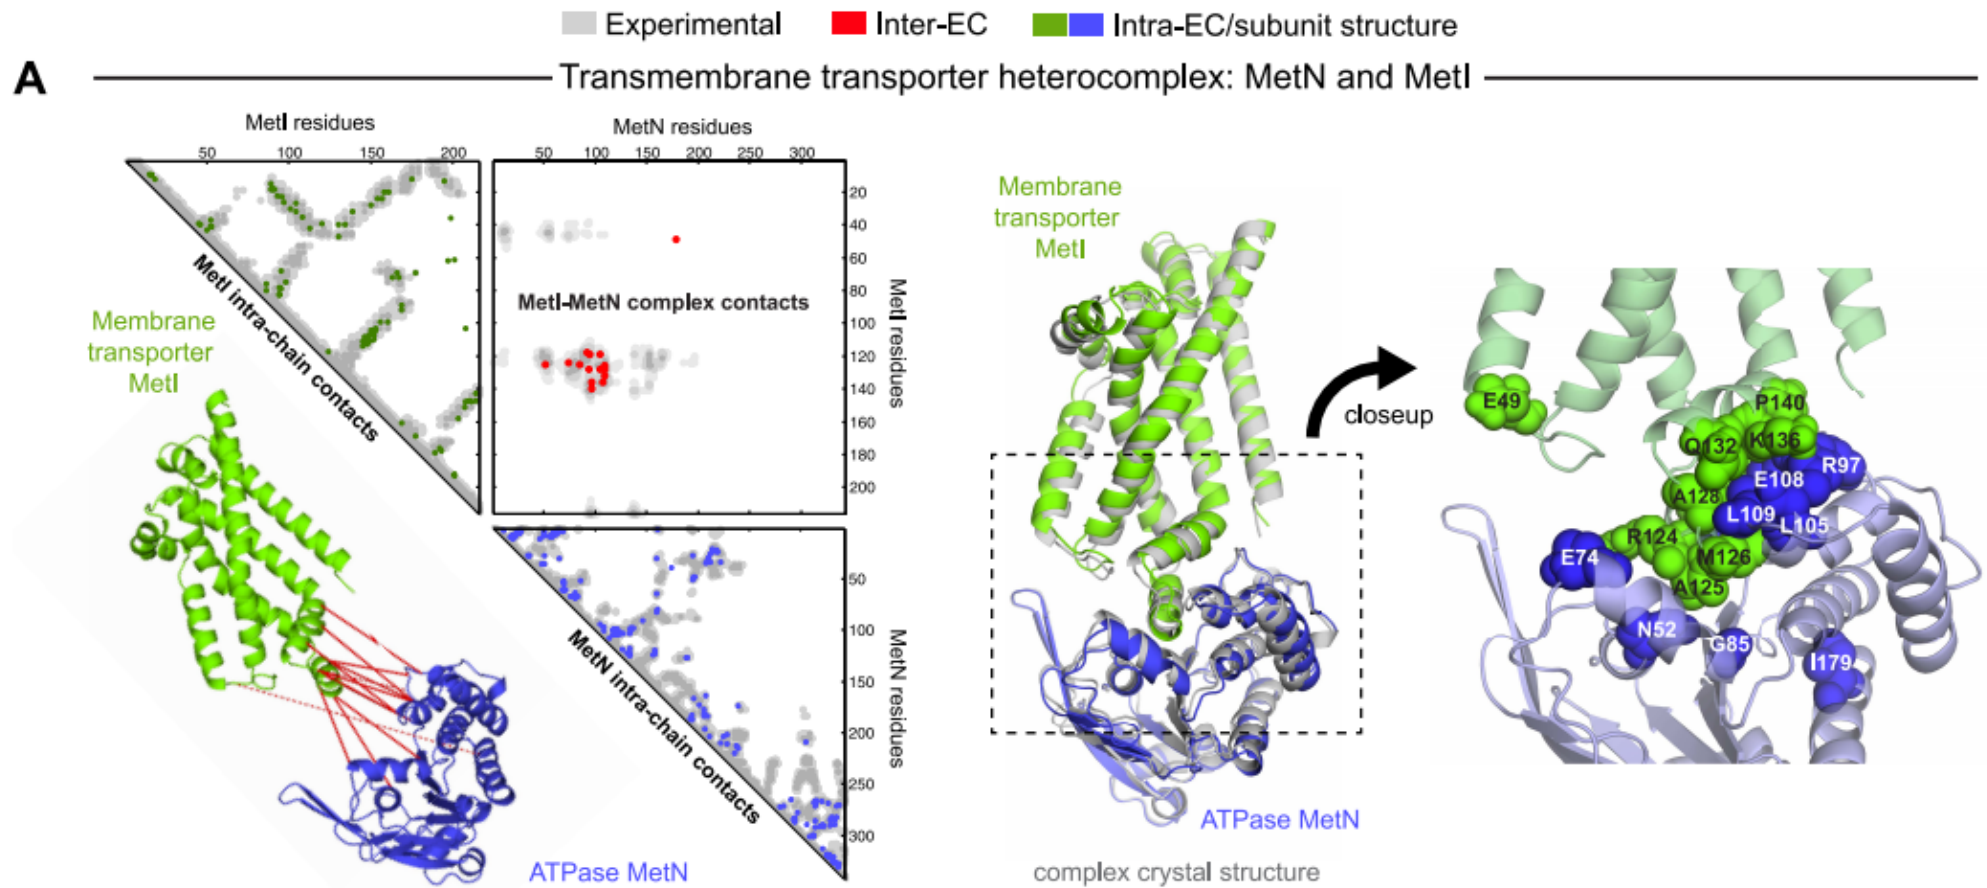 Experimental
Inter-EC
Intra-EC/subunit structure
A
Transmembrane transporter heterocomplex: MetN and MetI
MetI residues
50 100 150 200
MetN residues
50 100 150 200 250 300
20
40
60
80
100
120
140
160
180
200
MetI residues
MetI-MetN complex contacts
MetI intra-chain contacts
Membrane
transporter
MetI
50
100
150
200
250
300
MetN residues
MetN intra-chain contacts
ATPase MetN
Membrane
transporter
MetI
closeup
ATPase MetN
complex crystal structure
E49
P140
Q132
K136
R97
E108
A128
L109
L105
R124
M126
E74
A125
N52
G85
I179